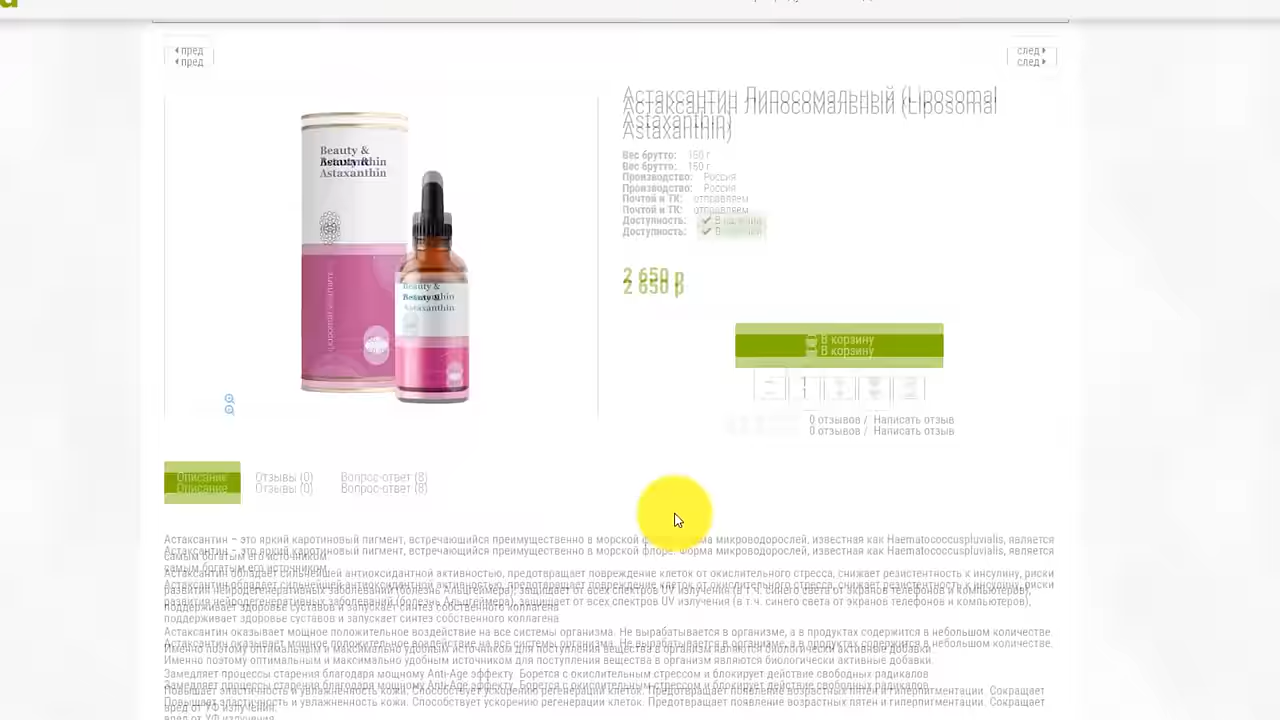 пред
след
Астаксантин Липосомальный (Liposomal
Astaxanthin)
Вес брутто: 150 г
Производство: Россия
Почтой и ТК: отправляем
Доступность: В наличии
2 650 р
Beauty &
Astaxanthin
Beauty &
Astaxanthin
В корзину
0 отзывов / Написать отзыв
Описание
Отзывы (0)
Вопрос-ответ (8)
Астаксантин – это яркий каротиновый пигмент, встречающийся преимущественно в морской флоре. Форма микроводорослей, известная как Haematococcuspluvialis, является
самым богатым его источником.
Астаксантин обладает сильнейшей антиоксидантной активностью, предотвращает повреждение клеток от окислительного стресса, снижает резистентность к инсулину, риски
развития нейродегенеративных заболеваний (болезнь Альцгеймера), защищает от всех спектров UV излучения (в т.ч. синего света от экранов телефонов и компьютеров),
поддерживает здоровье суставов и запускает синтез собственного коллагена
Астаксантин оказывает мощное положительное воздействие на все системы организма. Не вырабатывается в организме, а в продуктах содержится в небольшом количестве.
Именно поэтому оптимальным и максимально удобным источником для поступления вещества в организм являются биологически активные добавки.
Замедляет процессы старения благодаря мощному Anti-Age эффекту. Борется с окислительным стрессом и блокирует действие свободных радикалов
Повышает эластичность и увлажненность кожи. Способствует ускорению регенерации клеток. Предотвращает появление возрастных пятен и гиперпигментации. Сокращает
вред от УФ излучения.